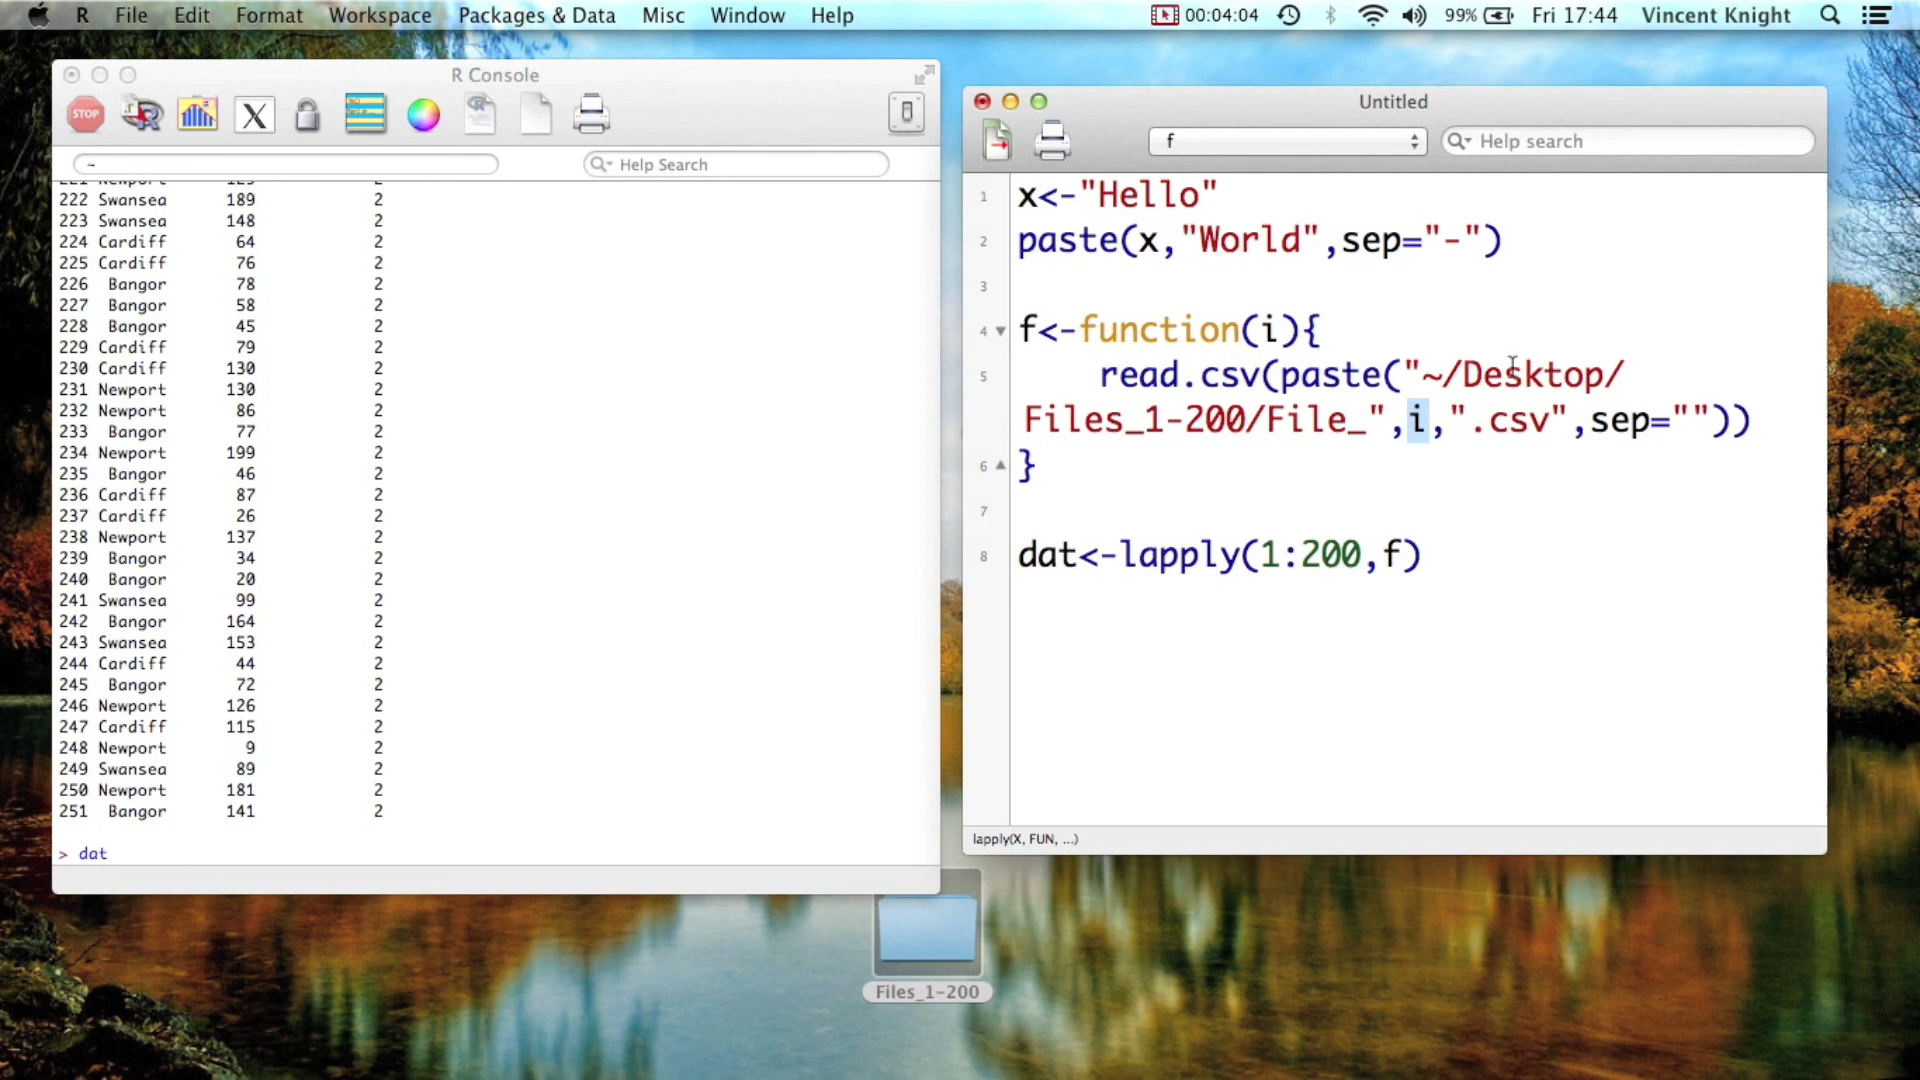 R File Edit Format Workspace Packages & Data Misc Window Help 00:04:04 99% Fri 17:44 Vincent Knight
R Console
STOP
~ Help Search
222 Swansea 189 2
223 Swansea 148 2
224 Cardiff 64 2
225 Cardiff 76 2
226 Bangor 78 2
227 Bangor 58 2
228 Bangor 45 2
229 Cardiff 79 2
230 Cardiff 130 2
231 Newport 130 2
232 Newport 86 2
233 Bangor 77 2
234 Newport 199 2
235 Bangor 46 2
236 Cardiff 87 2
237 Cardiff 26 2
238 Newport 137 2
239 Bangor 34 2
240 Bangor 20 2
241 Swansea 99 2
242 Bangor 164 2
243 Swansea 153 2
244 Cardiff 44 2
245 Bangor 72 2
246 Newport 126 2
247 Cardiff 115 2
248 Newport 9 2
249 Swansea 89 2
250 Newport 181 2
251 Bangor 141 2
> dat
Untitled
f Help search
1 x<-"Hello"
2 paste(x,"World",sep="-")
3
4 f<-function(i){
5 read.csv(paste("~/Desktop/
Files_1-200/File_",i,".csv",sep=""))
6 }
7
8 dat<-lapply(1:200,f)
lapply(X, FUN, ...)
Files_1-200